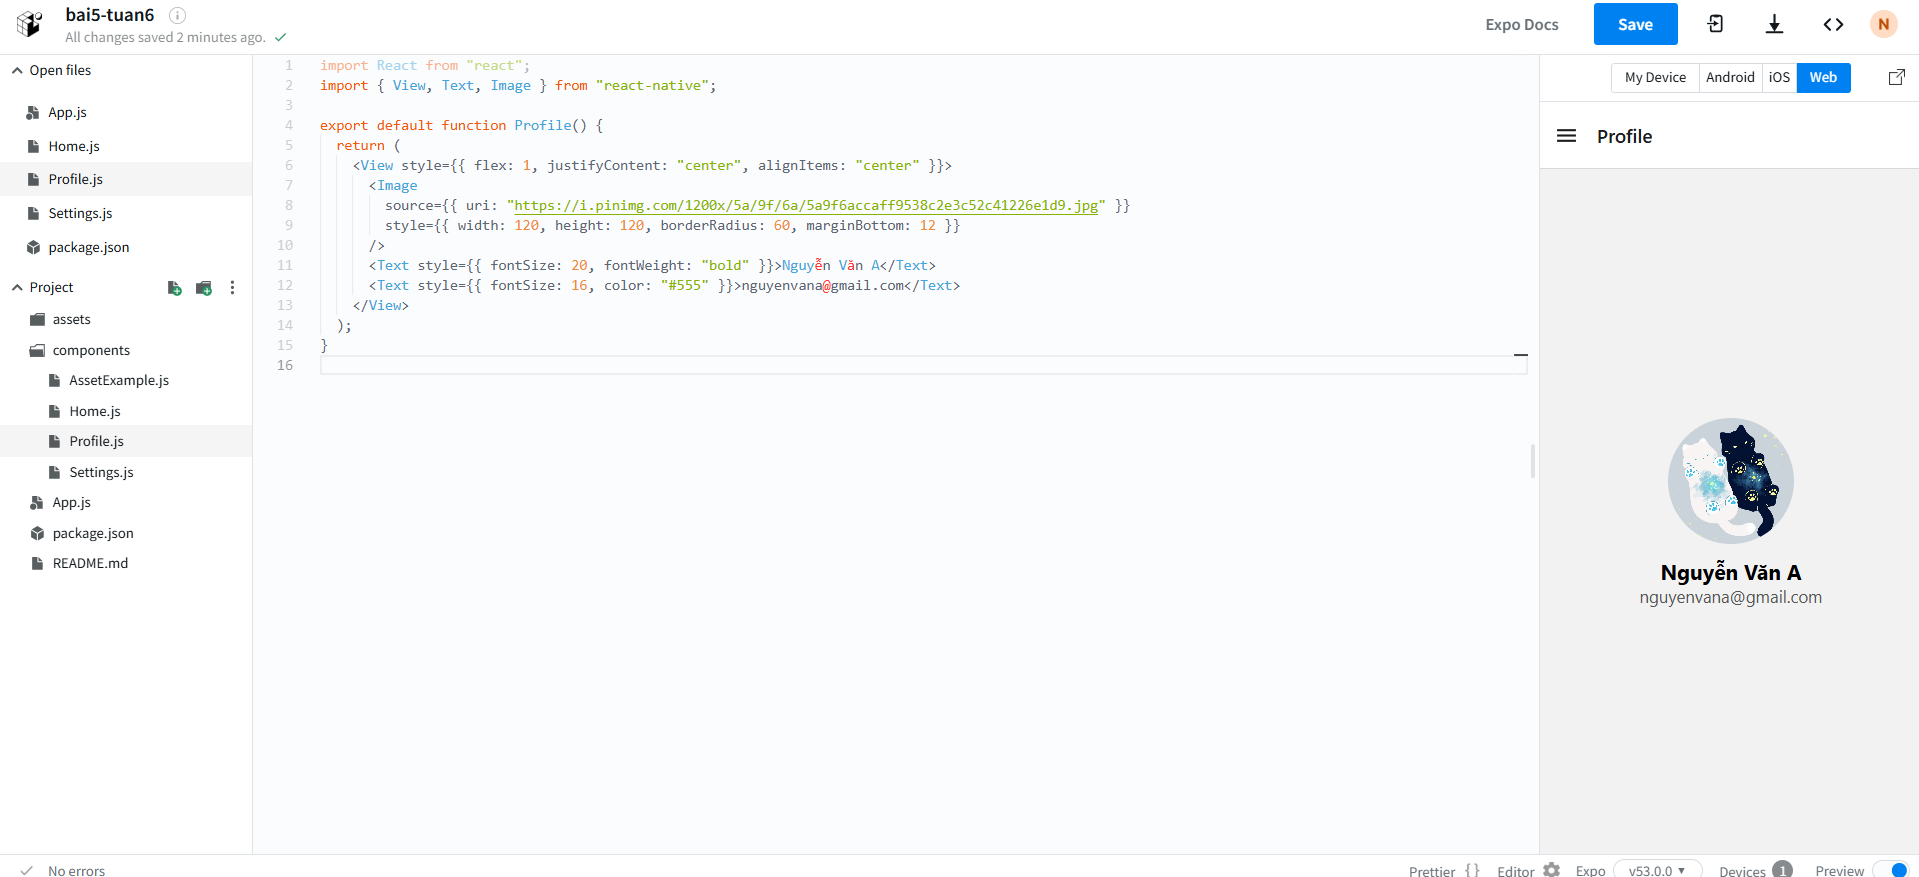 bai5-tuan6
All changes saved 2 minutes ago.
Expo Docs
Save
N
Open files
App.js
Home.js
Profile.js
Settings.js
package.json
Project
assets
components
AssetExample.js
Home.js
Profile.js
Settings.js
App.js
package.json
README.md
1 import React from "react";
2 import { View, Text, Image } from "react-native";
3
4 export default function Profile() {
5 return (
6 <View style={{ flex: 1, justifyContent: "center", alignItems: "center" }}>
7 <Image
8 source={{ uri: "https://i.pinimg.com/1200x/5a/9f/6a/5a9f6accaff9538c2e3c52c41226e1d9.jpg" }}
9 style={{ width: 120, height: 120, borderRadius: 60, marginBottom: 12 }}
10 />
11 <Text style={{ fontSize: 20, fontWeight: "bold" }}>Nguyễn Văn A</Text>
12 <Text style={{ fontSize: 16, color: "#555" }}>nguyenvana@gmail.com</Text>
13 </View>
14 );
15 }
16
My Device Android iOS Web
Profile
Nguyễn Văn A
nguyenvana@gmail.com
No errors
Prettier {} Editor Expo v53.0.0 Devices 1 Preview